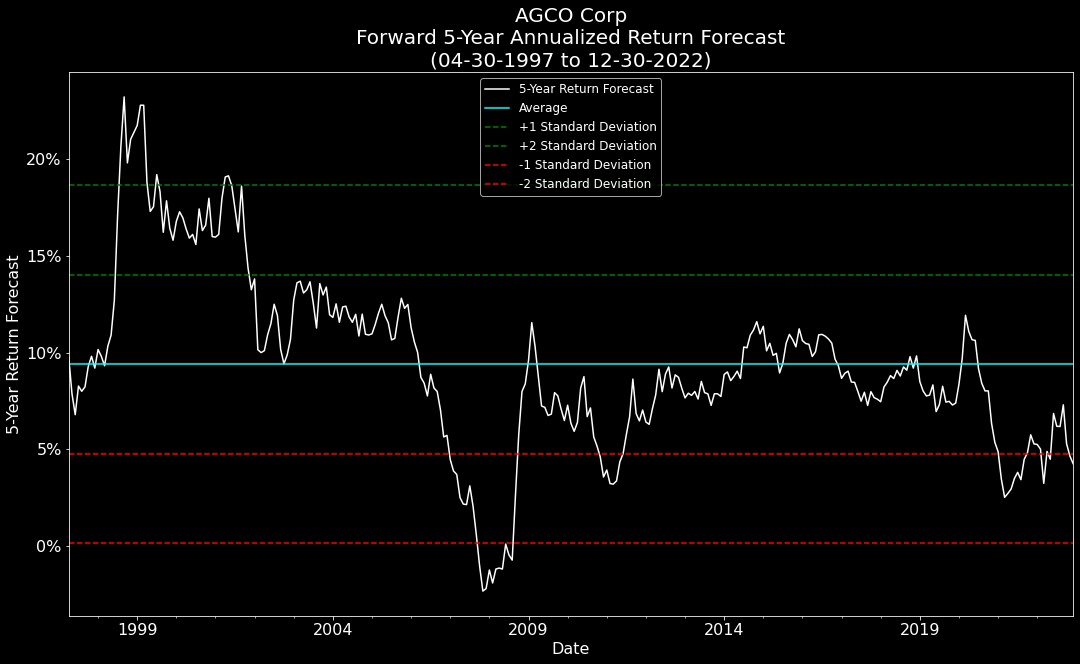 AGCO Corp
Forward 5-Year Annualized Return Forecast
(04-30-1997 to 12-30-2022)
5-Year Return Forecast
Average
+1 Standard Deviation
+2 Standard Deviation
-1 Standard Deviation
-2 Standard Deviation
5-Year Return Forecast
20%
15%
10%
5%
0%
1999 2004 2009 2014 2019
Date